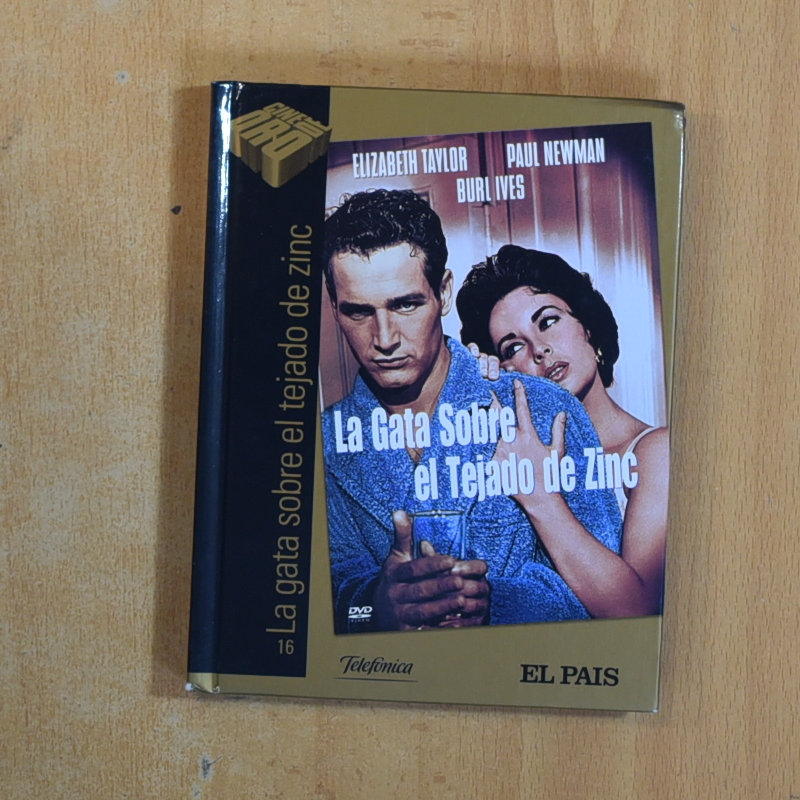 CINE DE
ORO
La gata sobre el tejado de zinc
16
ELIZABETH TAYLOR PAUL NEWMAN
BURL IVES
La Gata Sobre
el Tejado de Zinc
DVD
Telefónica
EL PAIS